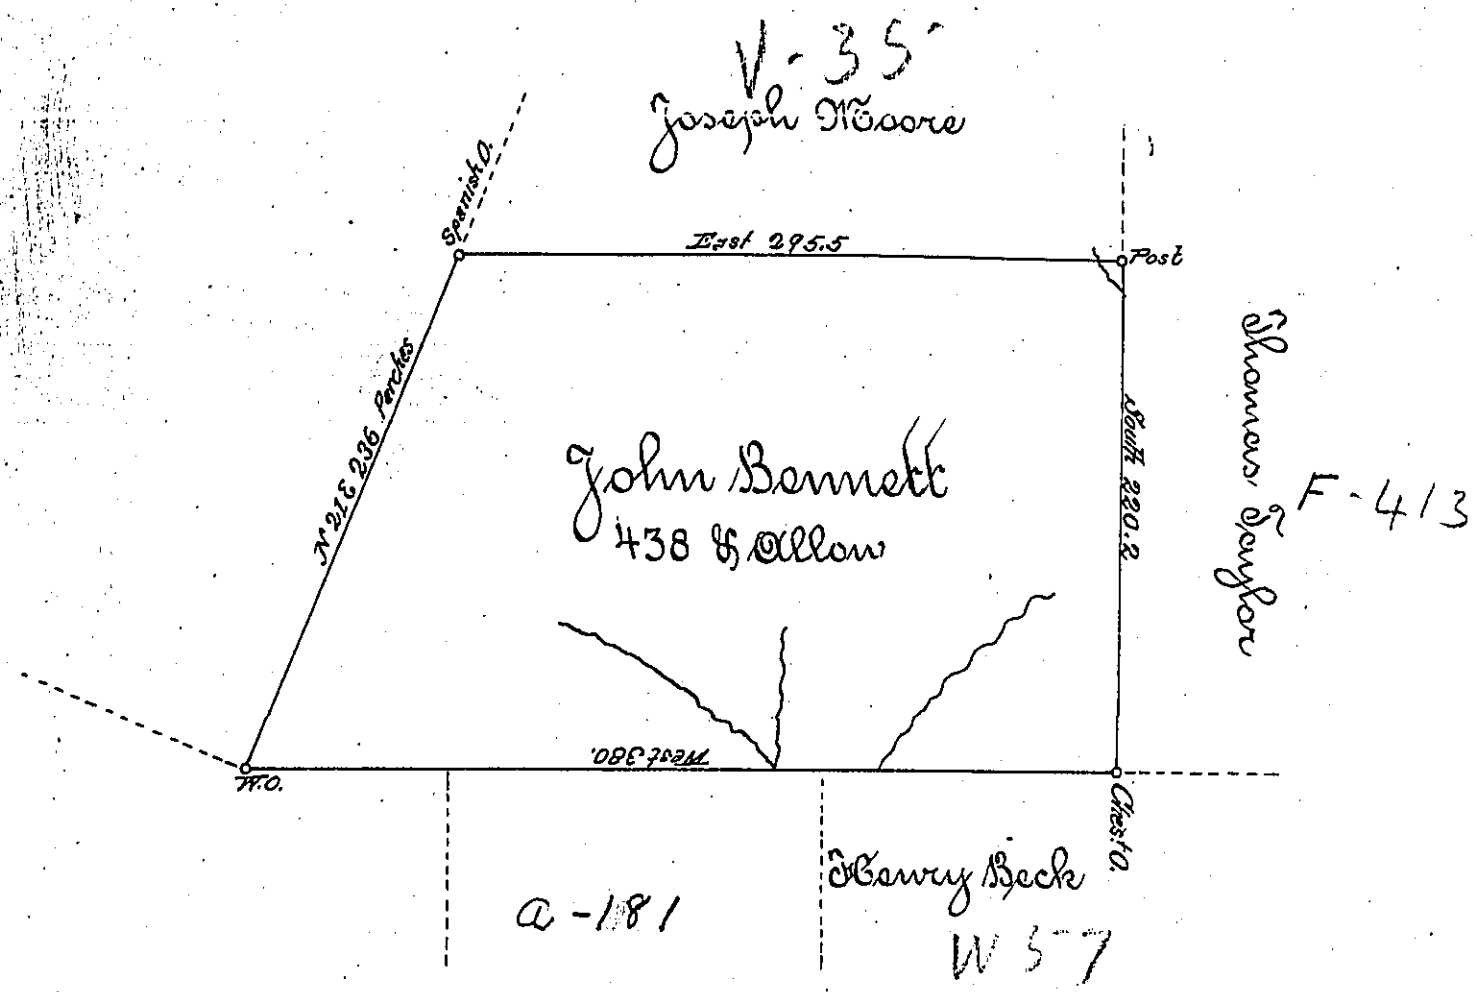 V-35
Joseph Moore
Spanish O.
East 295.5
Post
N 21 E 236 Perches
South 220.2
Thomas Taylor
F-413
John Bennett
438 & Allow
West 380.
W.O.
Chest O.
Henry Beck
a-181
W57